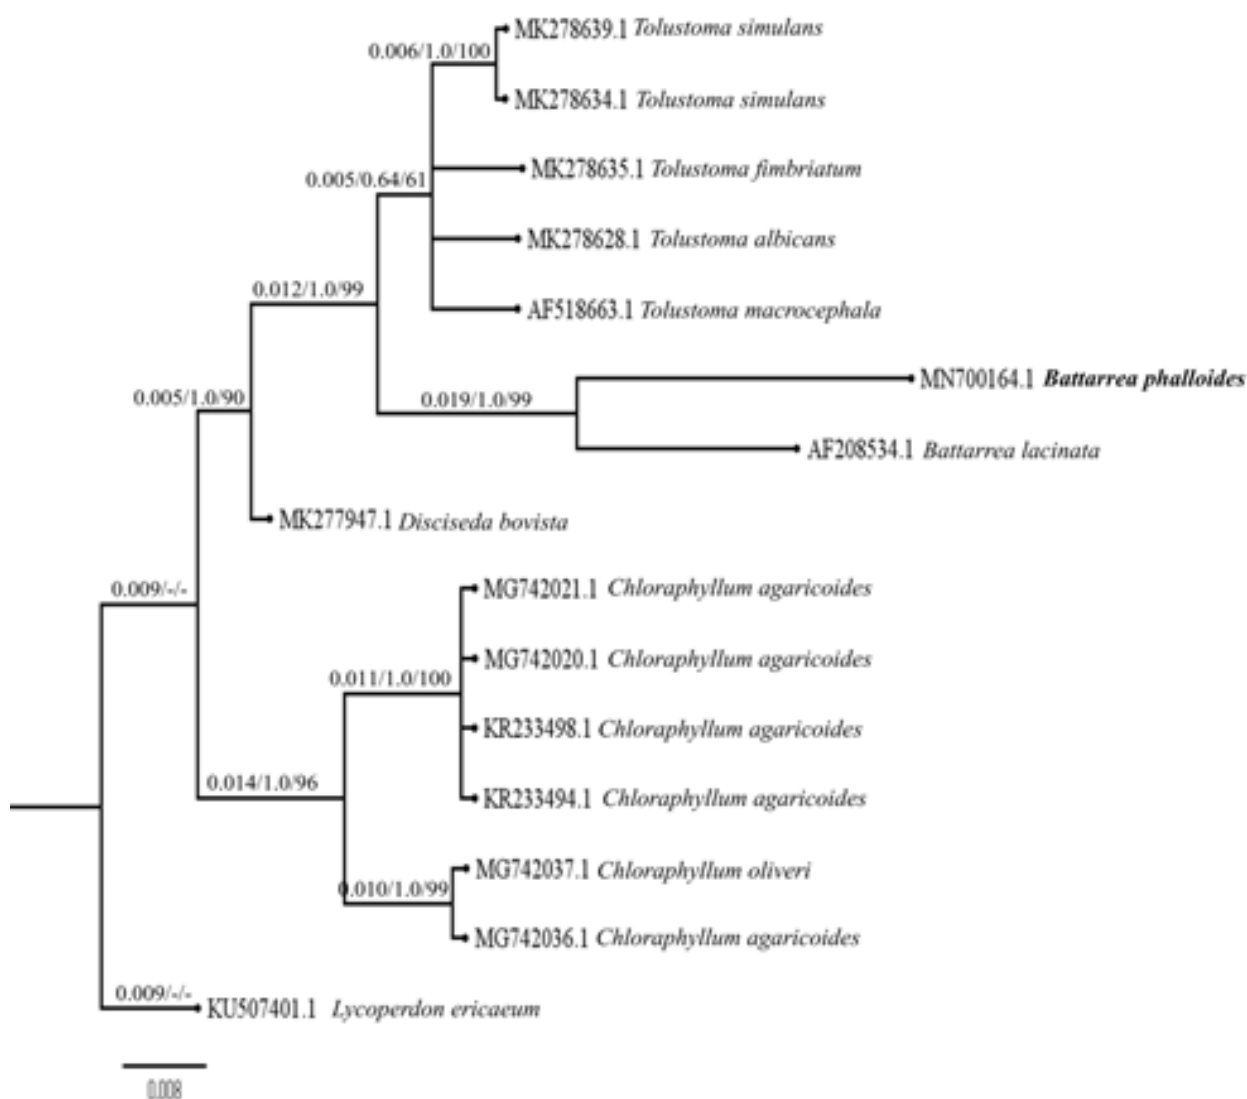 MK278639.1 Tolustoma simulans
0.006/1.0/100
MK278634.1 Tolustoma simulans
MK278635.1 Tolustoma fimbriatum
0.005/0.64/61
MK278628.1 Tolustoma albicans
0.012/1.0/99
AF518663.1 Tolustoma macrocephala
MN700164.1 Battarrea phalloides
0.005/1.0/90
0.019/1.0/99
AF208534.1 Battarrea lacinata
MK277947.1 Disciseda bovista
0.009/-/-
MG742021.1 Chloraphyllum agaricoides
MG742020.1 Chloraphyllum agaricoides
0.011/1.0/100
KR233498.1 Chloraphyllum agaricoides
0.014/1.0/96
KR233494.1 Chloraphyllum agaricoides
MG742037.1 Chloraphyllum oliveri
0.010/1.0/99
MG742036.1 Chloraphyllum agaricoides
0.009/-/-
KU507401.1 Lycoperdon ericaeum
0.008